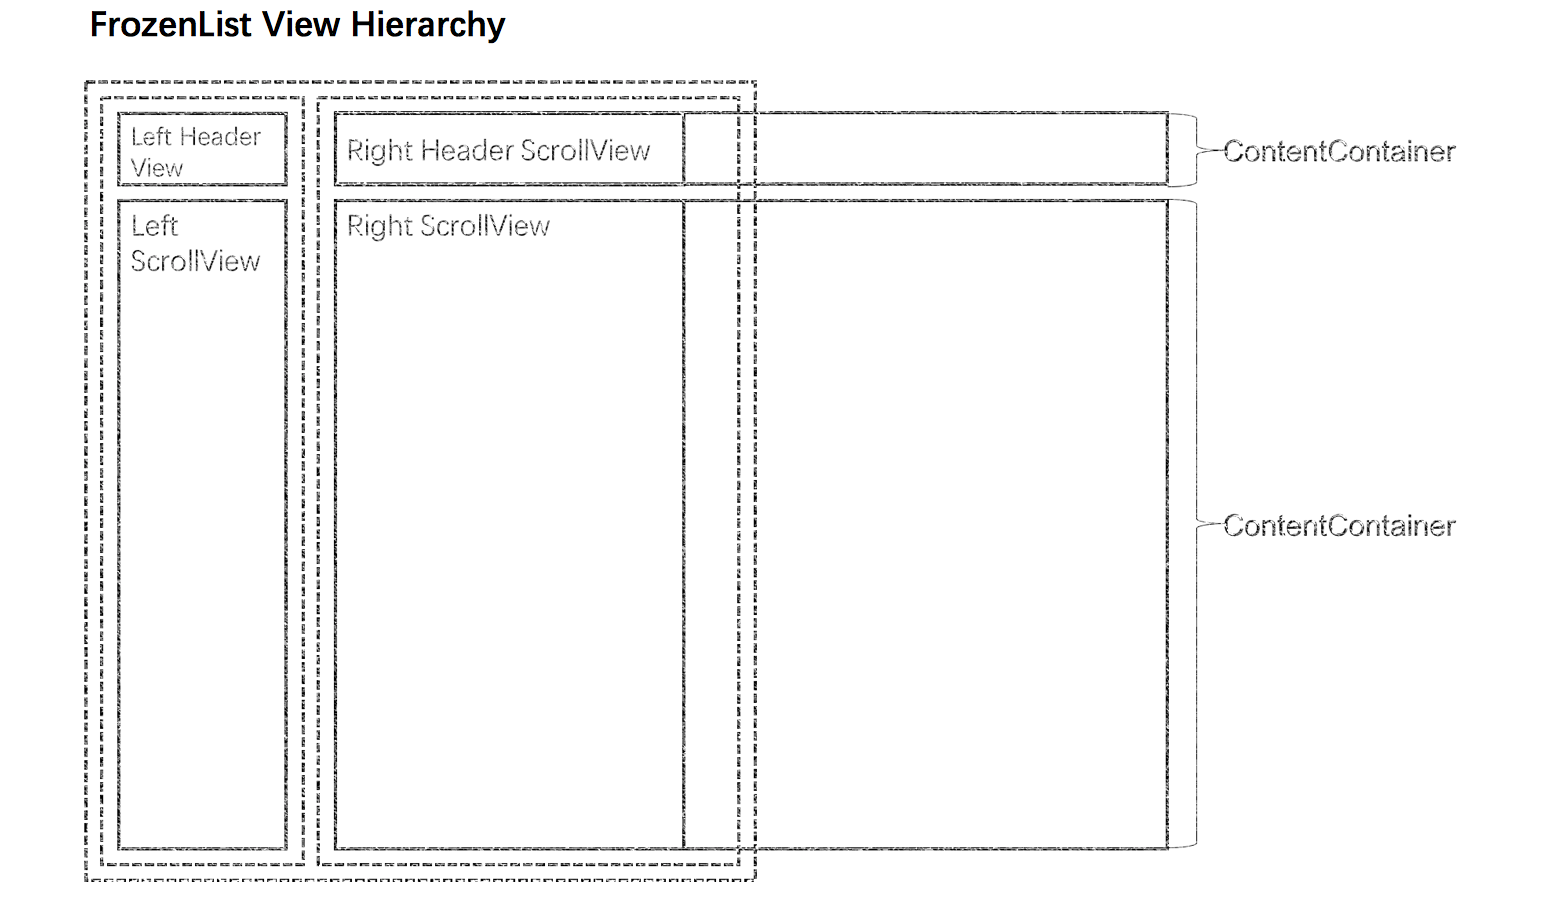 FrozenList View Hierarchy
Left Header
View
Right Header ScrollView
ContentContainer
Left
ScrollView
Right ScrollView
ContentContainer